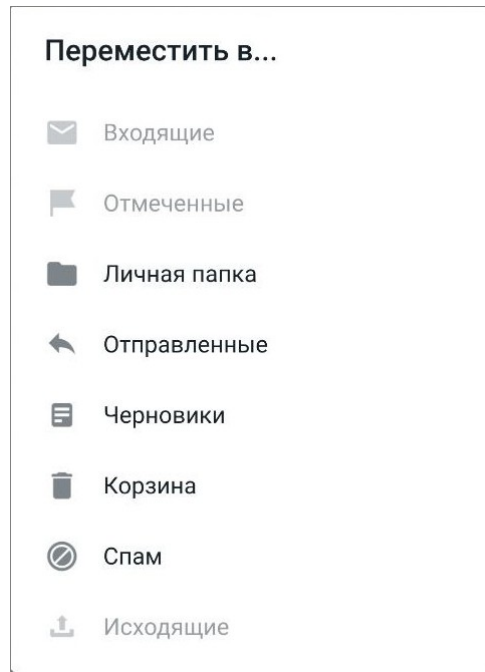 Переместить в...
Входящие
Отмеченные
Личная папка
Отправленные
Черновики
Корзина
Спам
Исходящие